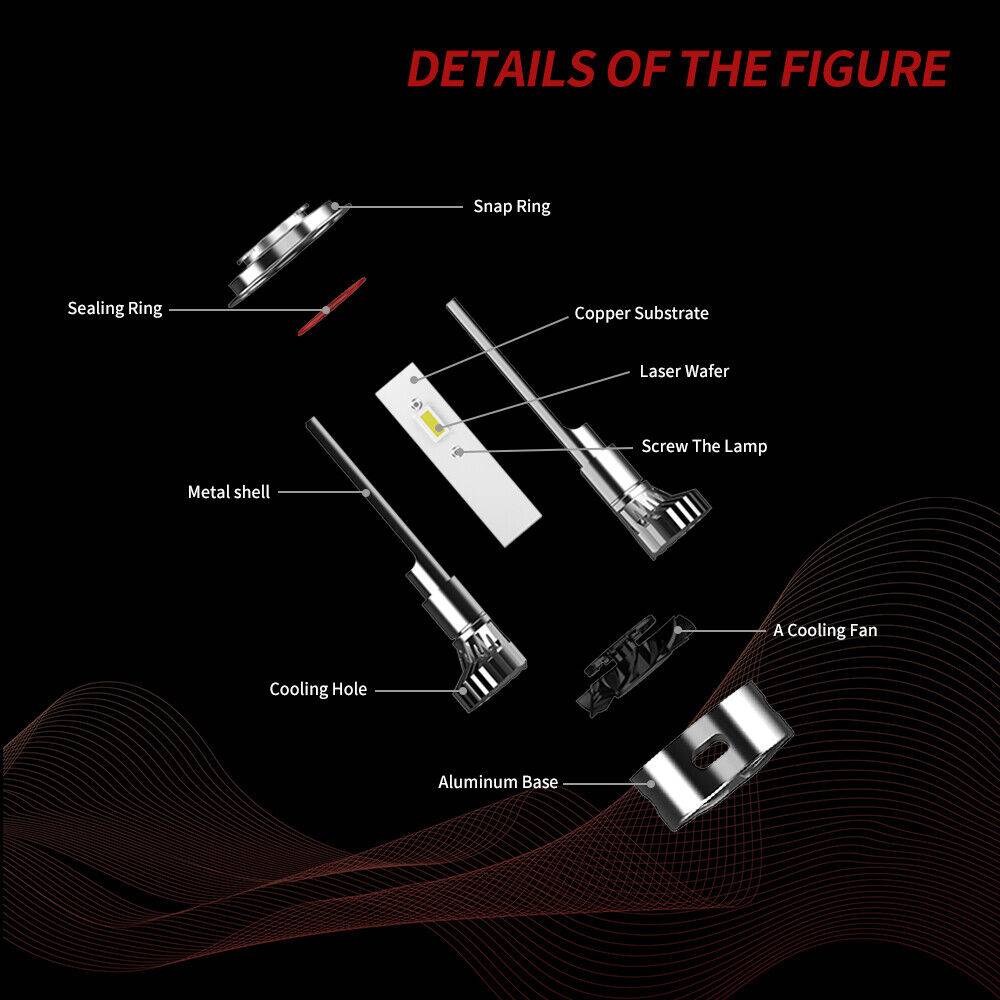 DETAILS OF THE FIGURE
Snap Ring
Sealing Ring
Copper Substrate
Laser Wafer
Screw The Lamp
Metal shell
A Cooling Fan
Cooling Hole
Aluminum Base